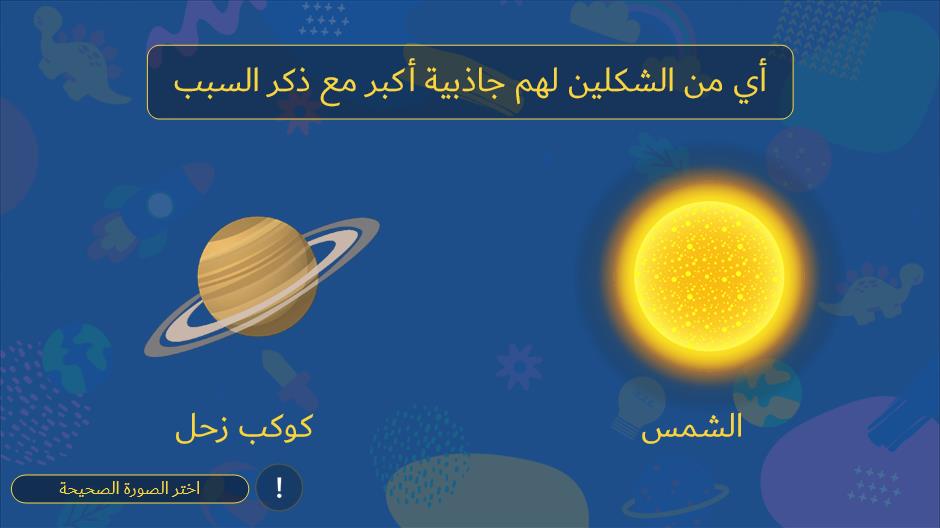 أي من الشكلين لهم جاذبية أكبر مع ذكر السبب
الشمس
كوكب زحل
اختر الصورة الصحيحة
!